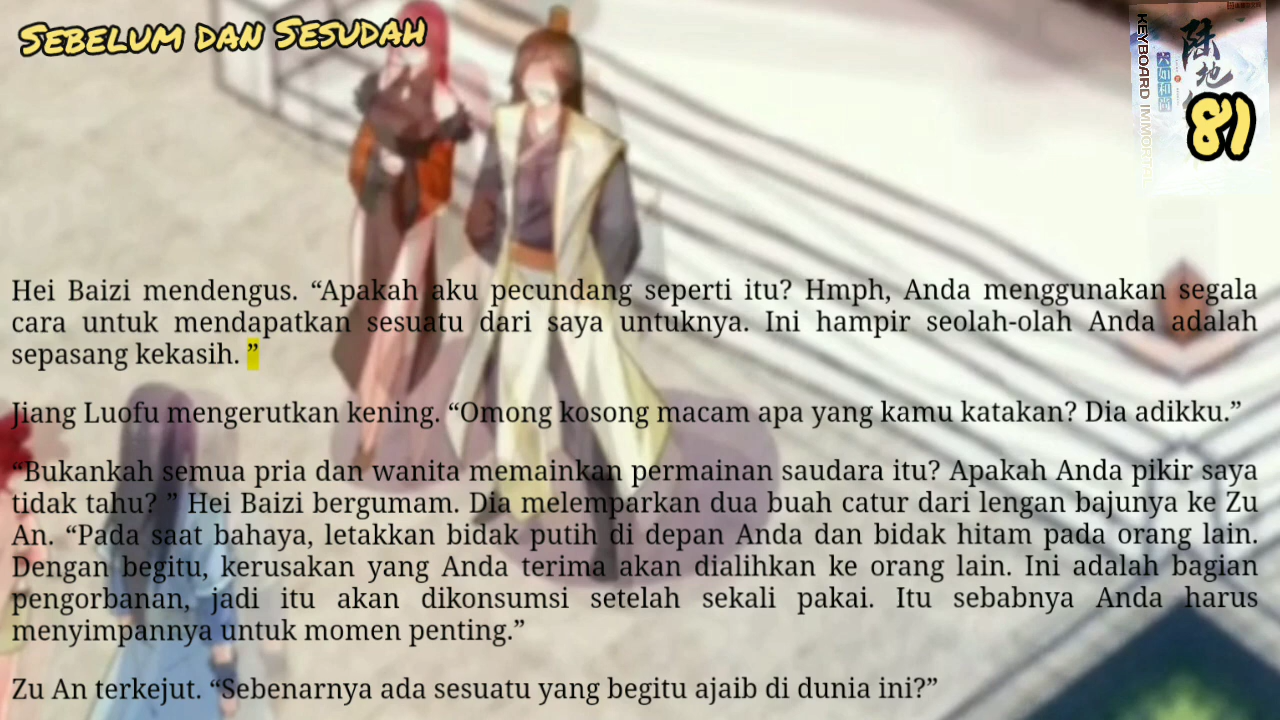 Sebelum dan Sesudah
KEYBOARD IMMORTAL
陆地
81
Hei Baizi mendengus. “Apakah aku pecundang seperti itu? Hmph, Anda menggunakan segala
cara untuk mendapatkan sesuatu dari saya untuknya. Ini hampir seolah-olah Anda adalah
sepasang kekasih. ”
Jiang Luofu mengerutkan kening. “Omong kosong macam apa yang kamu katakan? Dia adikku.”
“Bukankah semua pria dan wanita memainkan permainan saudara itu? Apakah Anda pikir saya
tidak tahu? ” Hei Baizi bergumam. Dia melemparkan dua buah catur dari lengan bajunya ke Zu
An. “Pada saat bahaya, letakkan bidak putih di depan Anda dan bidak hitam pada orang lain.
Dengan begitu, kerusakan yang Anda terima akan dialihkan ke orang lain. Ini adalah bagian
pengorbanan, jadi itu akan dikonsumsi setelah sekali pakai. Itu sebabnya Anda harus
menyimpannya untuk momen penting.”
Zu An terkejut. “Sebenarnya ada sesuatu yang begitu ajaib di dunia ini?”